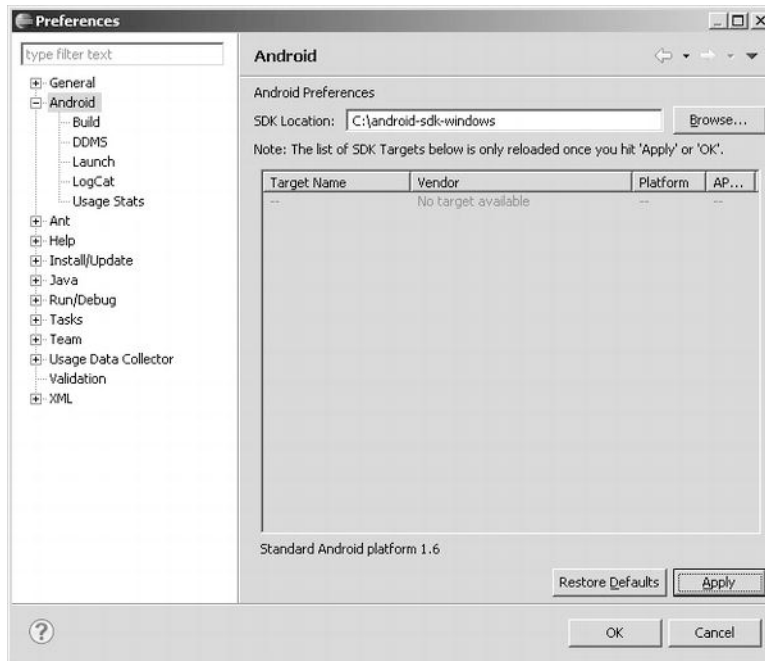 Preferences
type filter text
General
Android
Build
DDMS
Launch
LogCat
Usage Stats
Ant
Help
Install/Update
Java
Run/Debug
Tasks
Team
Usage Data Collector
Validation
XML
Android
Android Preferences
SDK Location: C:\android-sdk-windows Browse...
Note: The list of SDK Targets below is only reloaded once you hit 'Apply' or 'OK'.
Target Name Vendor Platform AP...
-- No target available -- --
Standard Android platform 1.6
Restore Defaults Apply
? OK Cancel